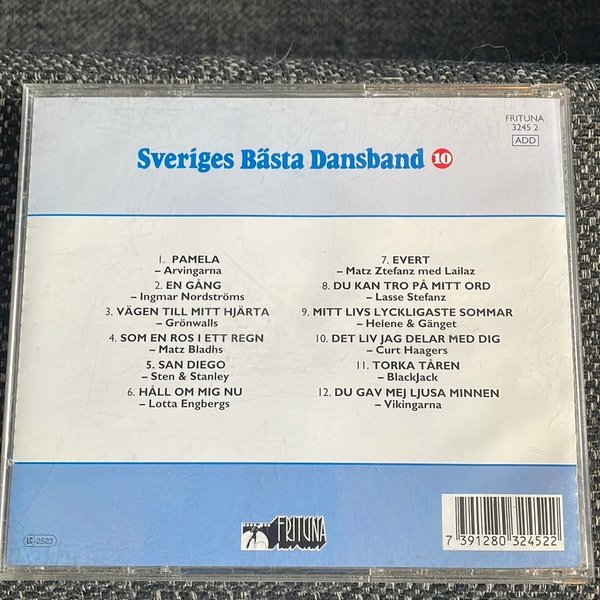 FRITUNA
3245 2
ADD
Sveriges Bästa Dansband 10
1. PAMELA
– Arvingarna
2. EN GÅNG
– Ingmar Nordströms
3. VÄGEN TILL MITT HJÄRTA
– Grönwalls
4. SOM EN ROS I ETT REGN
– Matz Bladhs
5. SAN DIEGO
– Sten & Stanley
6. HÅLL OM MIG NU
– Lotta Engbergs
7. EVERT
– Matz Ztefanz med Lailaz
8. DU KAN TRO PÅ MITT ORD
– Lasse Stefanz
9. MITT LIVS LYCKLIGASTE SOMMAR
– Helene & Gänget
10. DET LIV JAG DELAR MED DIG
– Curt Haagers
11. TORKA TÅREN
– BlackJack
12. DU GAV MEJ LJUSA MINNEN
– Vikingarna
LC 2523
FRITUNA
7 391280 324522